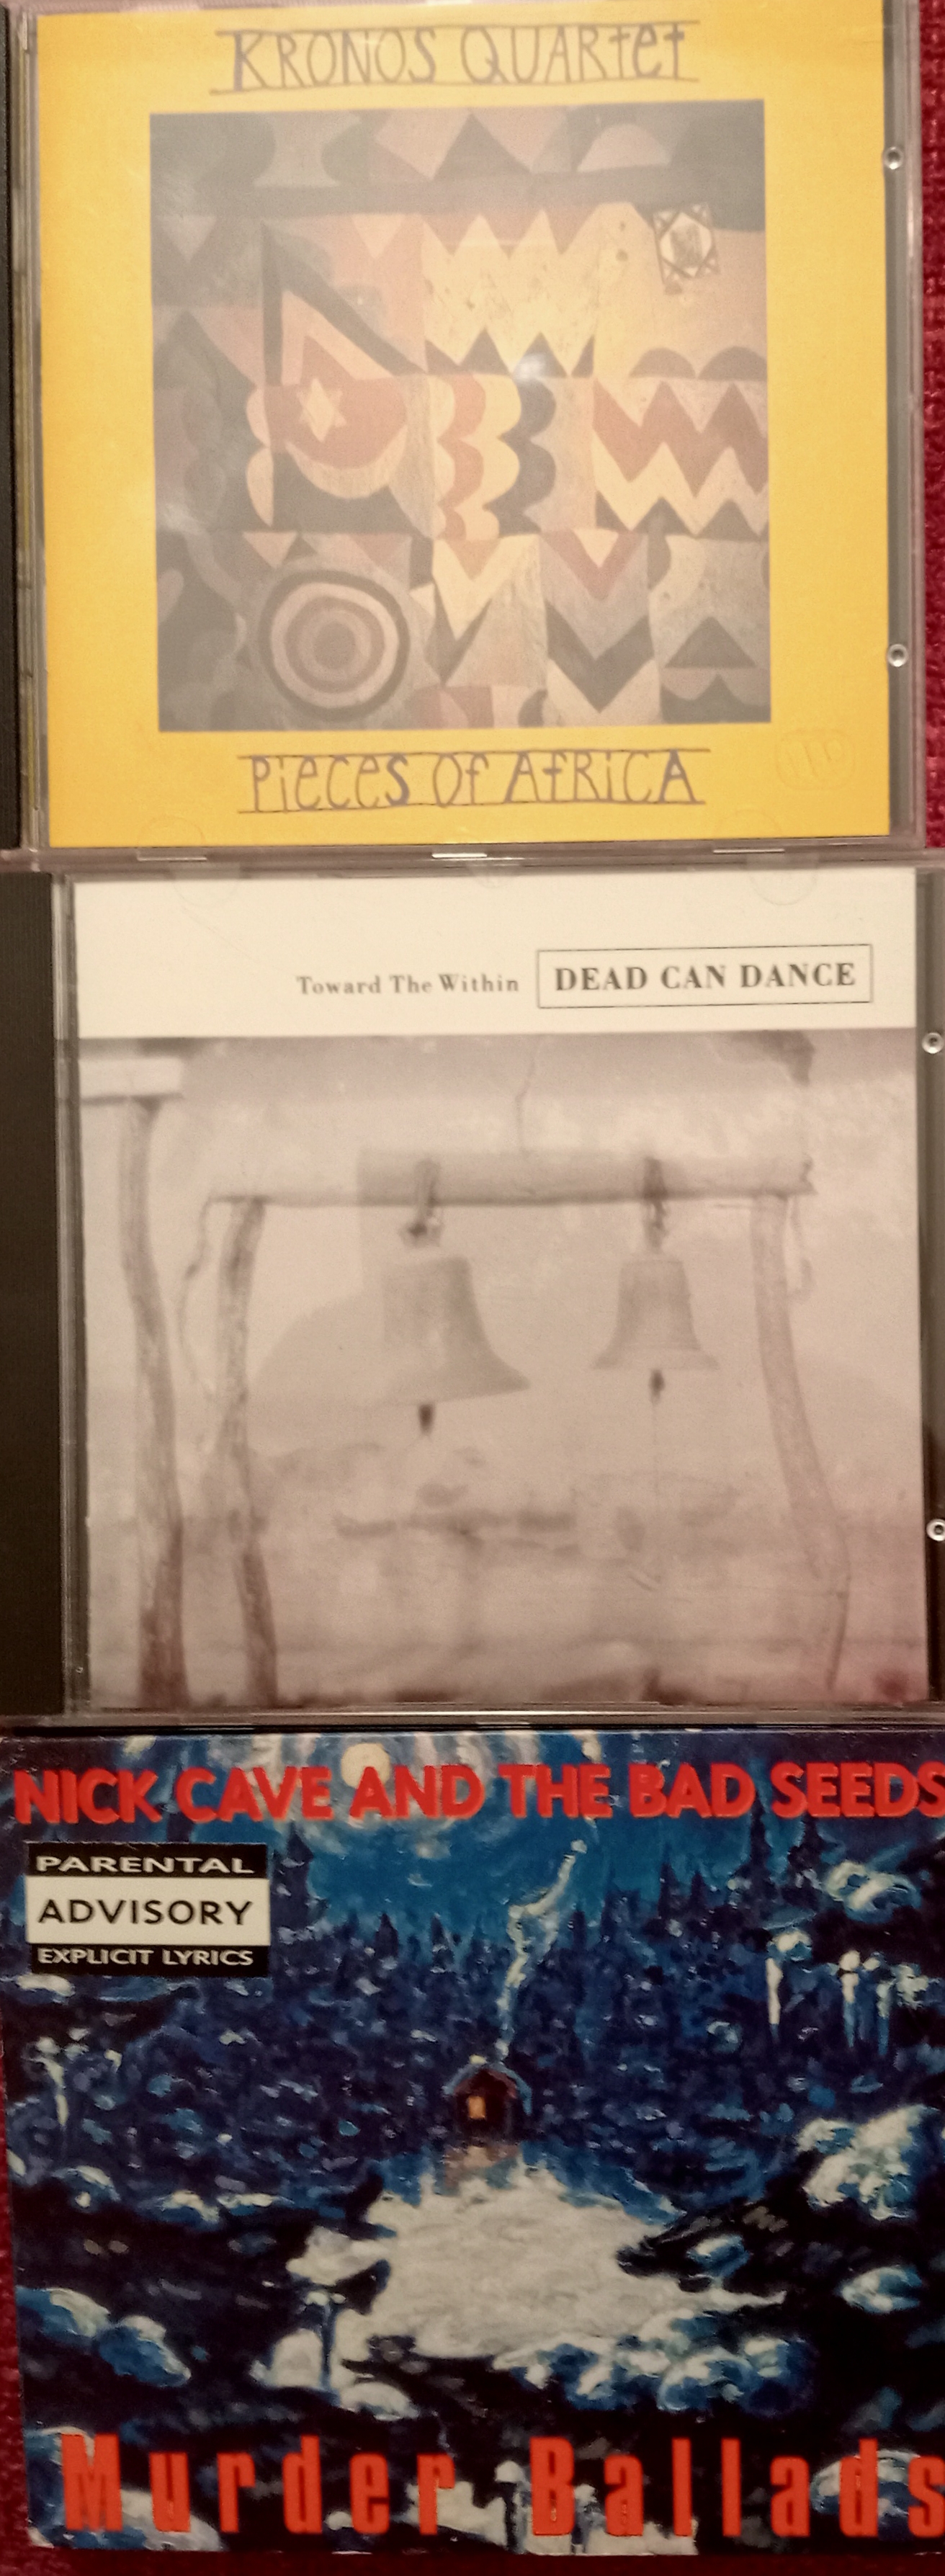 KRONOS QUARtet
PieCeS Of AfRiCA
Toward The Within DEAD CAN DANCE
NICK CAVE AND THE BAD SEEDS
PARENTAL
ADVISORY
EXPLICIT LYRICS
Murder Ballads